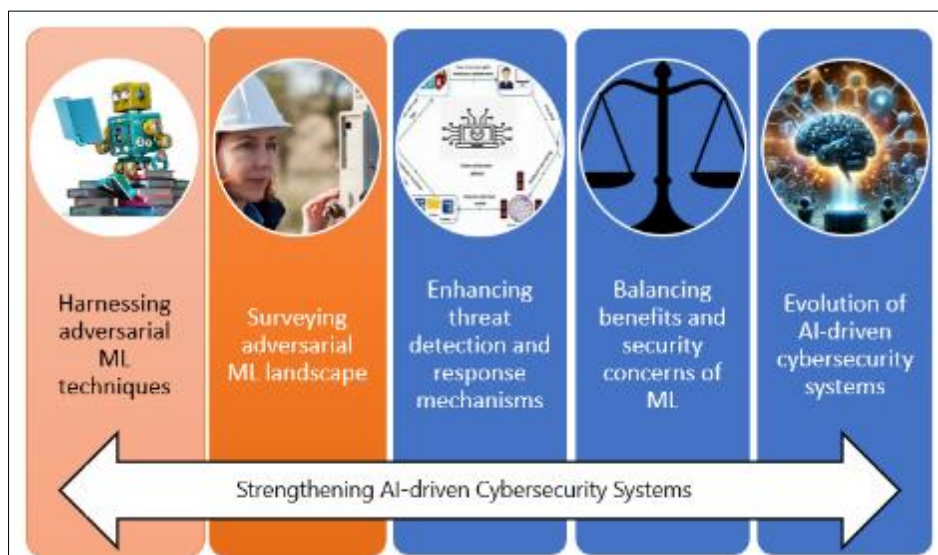 Harnessing
adversarial
ML
techniques
Surveying
adversarial
ML landscape
Enhancing
threat
detection and
response
mechanisms
Balancing
benefits and
security
concerns of
ML
Evolution of
AI-driven
cybersecurity
systems
Strengthening AI-driven Cybersecurity Systems